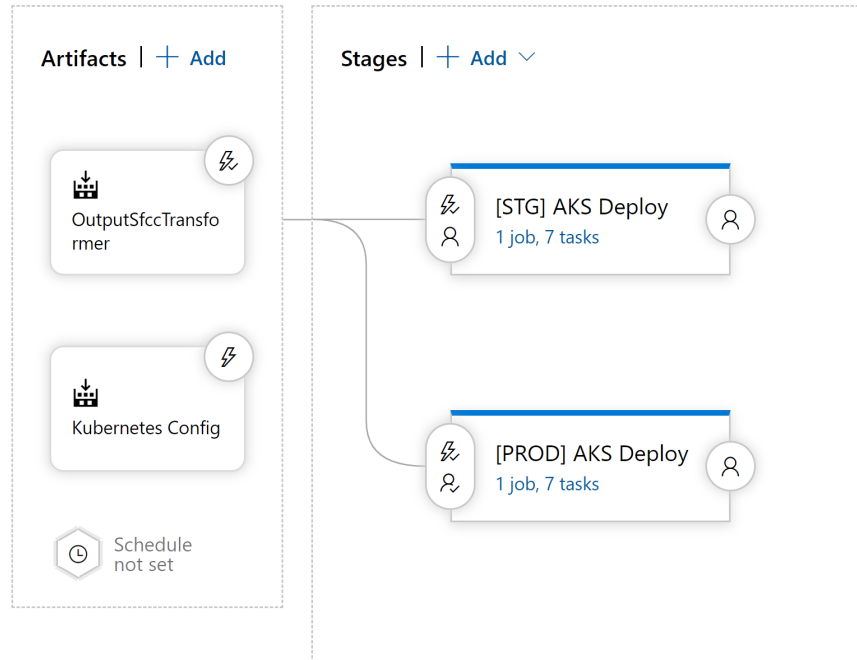 Artifacts | + Add
Stages | + Add
OutputSfccTransfo
rmer
[STG] AKS Deploy
1 job, 7 tasks
Kubernetes Config
[PROD] AKS Deploy
1 job, 7 tasks
Schedule
not set